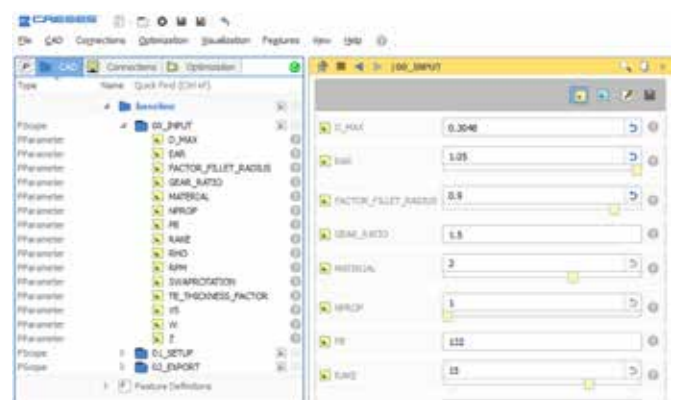 CAESES
File CAD Connections Optimization Visualization Features View Help
CAD Connections Optimization |00_INPUT
Type Name Quick Find (Ctrl+F)
baseline
FScope 00_INPUT
FParameter D_MAX
FParameter EAR
FParameter FACTOR_FILLET_RADIUS
FParameter GEAR_RATIO
FParameter MATERIAL
FParameter NPROP
FParameter PB
FParameter RAKE
FParameter RHO
FParameter RPM
FParameter SWAPROTATION
FParameter TE_THICKNESS_FACTOR
FParameter VS
FParameter W
FParameter Z
FScope 01_SETUP
FScope 02_EXPORT
Feature Definitions
D_MAX 0.3048
EAR 1.05
FACTOR_FILLET_RADIUS 0.9
GEAR_RATIO 1.5
MATERIAL 2
NPROP 1
PB 132
RAKE 15